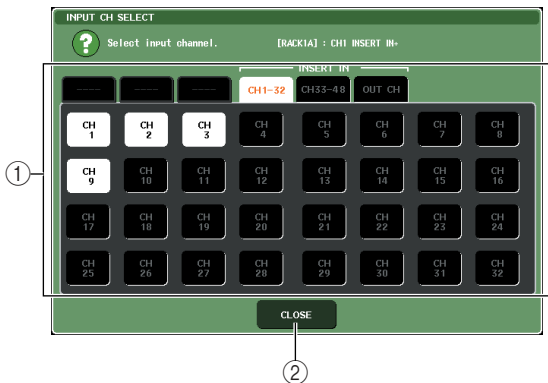 INPUT CH SELECT
? Select input channel. [RACK1A] : CH1 INSERT IN+
INSERT IN
---- ---- ---- CH1-32 CH33-48 OUT CH
CH 1 CH 2 CH 3 CH 4 CH 5 CH 6 CH 7 CH 8
1
CH 9 CH 10 CH 11 CH 12 CH 13 CH 14 CH 15 CH 16
CH 17 CH 18 CH 19 CH 20 CH 21 CH 22 CH 23 CH 24
CH 25 CH 26 CH 27 CH 28 CH 29 CH 30 CH 31 CH 32
CLOSE
2